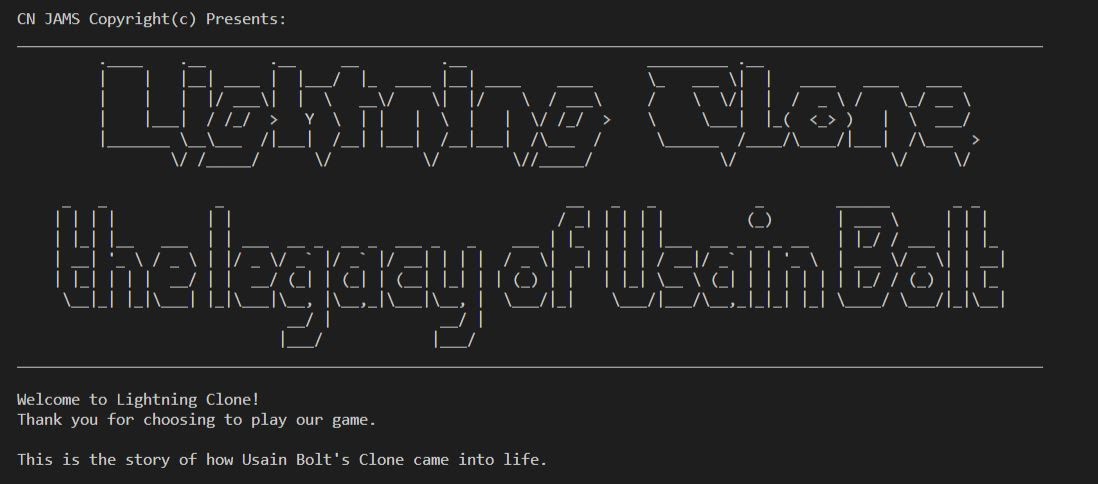 CN JAMS Copyright(c) Presents:
Lightning Clone
the legacy of Usain Bolt
Welcome to Lightning Clone!
Thank you for choosing to play our game.
This is the story of how Usain Bolt's Clone came into life.